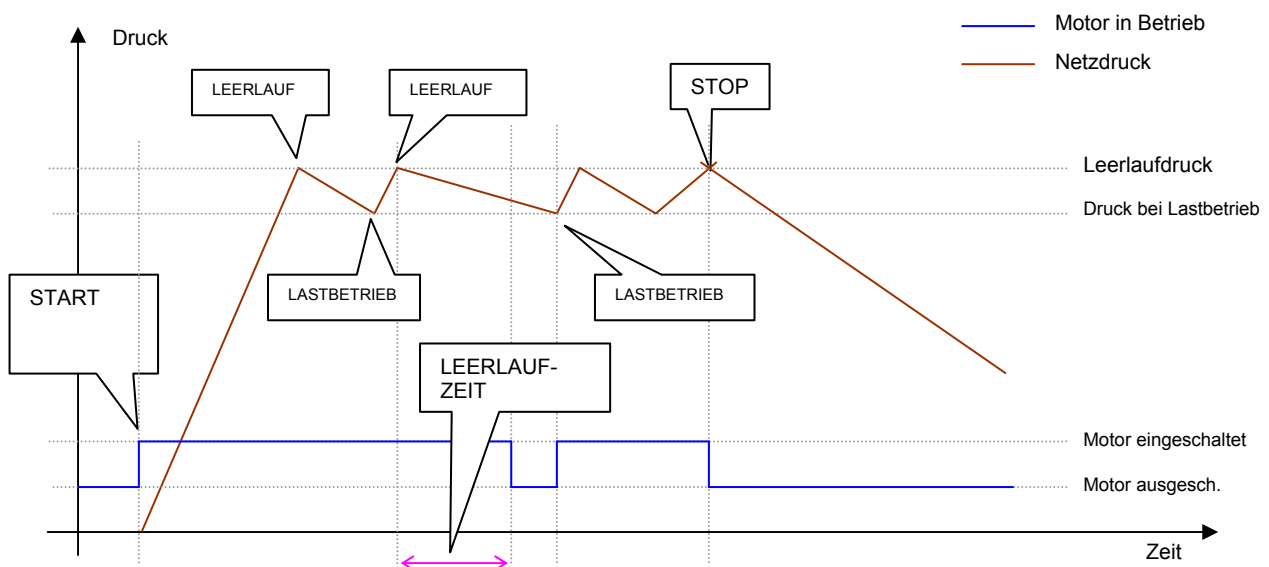 Motor in Betrieb
Druck
Netzdruck
LEERLAUF
LEERLAUF
STOP
Leerlaufdruck
Druck bei Lastbetrieb
START
LASTBETRIEB
LASTBETRIEB
LEERLAUF-
ZEIT
Motor eingeschaltet
Motor ausgesch.
Zeit